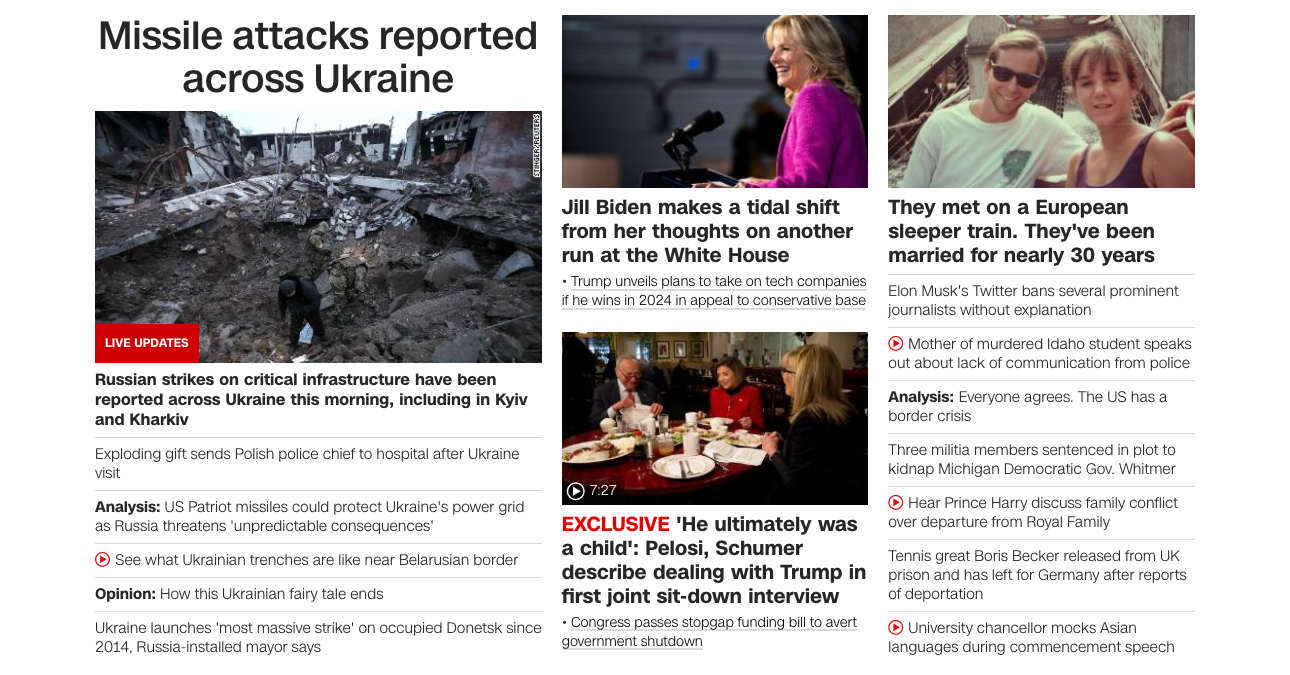 Missile attacks reported
across Ukraine
STRINGER/REUTERS
LIVE UPDATES
Russian strikes on critical infrastructure have been
reported across Ukraine this morning, including in Kyiv
and Kharkiv
Exploding gift sends Polish police chief to hospital after Ukraine
visit
Analysis: US Patriot missiles could protect Ukraine's power grid
as Russia threatens 'unpredictable consequences'
See what Ukrainian trenches are like near Belarusian border
Opinion: How this Ukrainian fairy tale ends
Ukraine launches 'most massive strike' on occupied Donetsk since
2014, Russia-installed mayor says
Jill Biden makes a tidal shift
from her thoughts on another
run at the White House
• Trump unveils plans to take on tech companies
if he wins in 2024 in appeal to conservative base
7:27
EXCLUSIVE 'He ultimately was
a child': Pelosi, Schumer
describe dealing with Trump in
first joint sit-down interview
• Congress passes stopgap funding bill to avert
government shutdown
They met on a European
sleeper train. They've been
married for nearly 30 years
Elon Musk's Twitter bans several prominent
journalists without explanation
Mother of murdered Idaho student speaks
out about lack of communication from police
Analysis: Everyone agrees. The US has a
border crisis
Three militia members sentenced in plot to
kidnap Michigan Democratic Gov. Whitmer
Hear Prince Harry discuss family conflict
over departure from Royal Family
Tennis great Boris Becker released from UK
prison and has left for Germany after reports
of deportation
University chancellor mocks Asian
languages during commencement speech